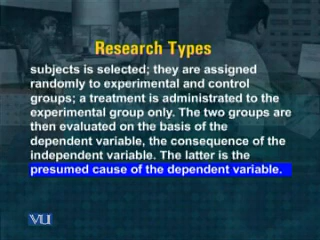 Research Types
subjects is selected; they are assigned
randomly to experimental and control
groups; a treatment is administrated to the
experimental group only. The two groups are
then evaluated on the basis of the
dependent variable, the consequence of the
independent variable. The latter is the
presumed cause of the dependent variable.
VU